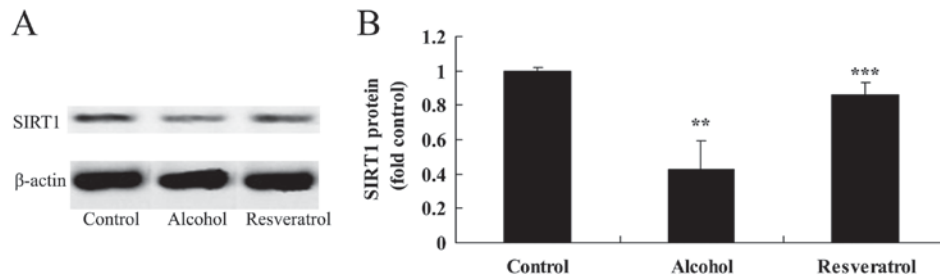 A
SIRT1
β-actin
Control Alcohol Resveratrol
B
SIRT1 protein
(fold control)
1.2
1
0.8
0.6
0.4
0.2
0
**
***
Control Alcohol Resveratrol